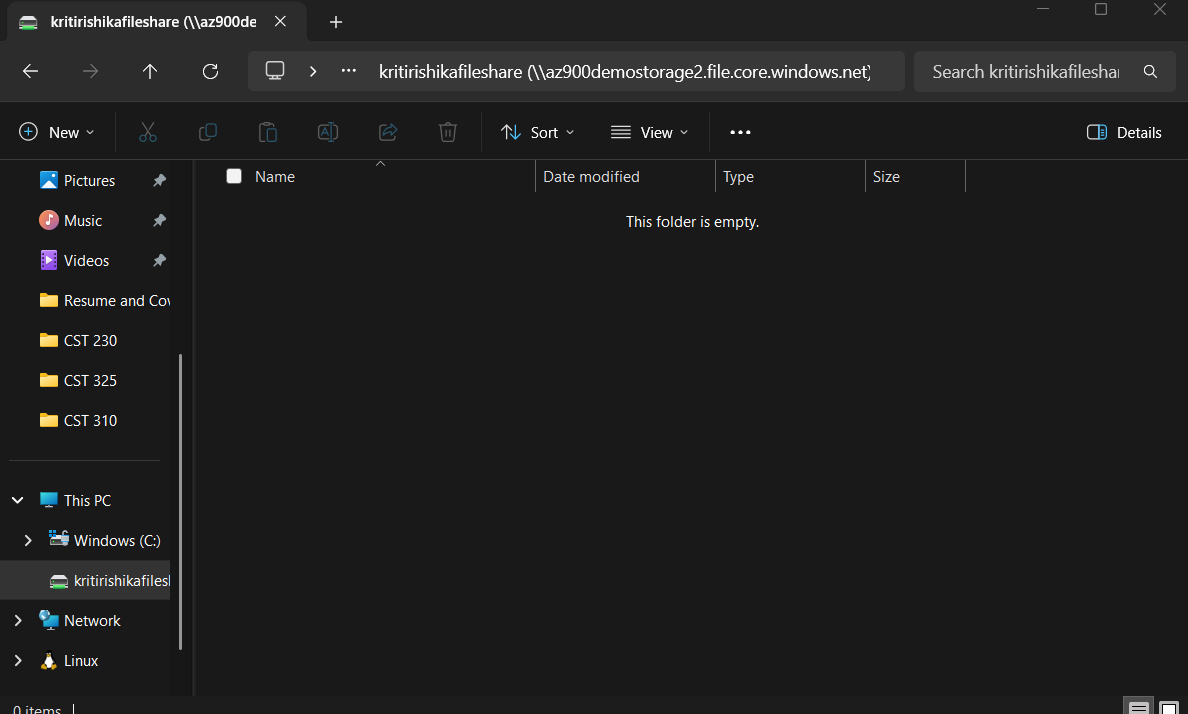 kritirishikafileshare (\\az900de
kritirishikafileshare (\\az900demostorage2.file.core.windows.net)
Search kritirishikafileshar
New
Sort
View
Details
Pictures
Music
Videos
Resume and Cov
CST 230
CST 325
CST 310
This PC
Windows (C:)
kritirishikafilesh
Network
Linux
Name
Date modified
Type
Size
This folder is empty.
0 items